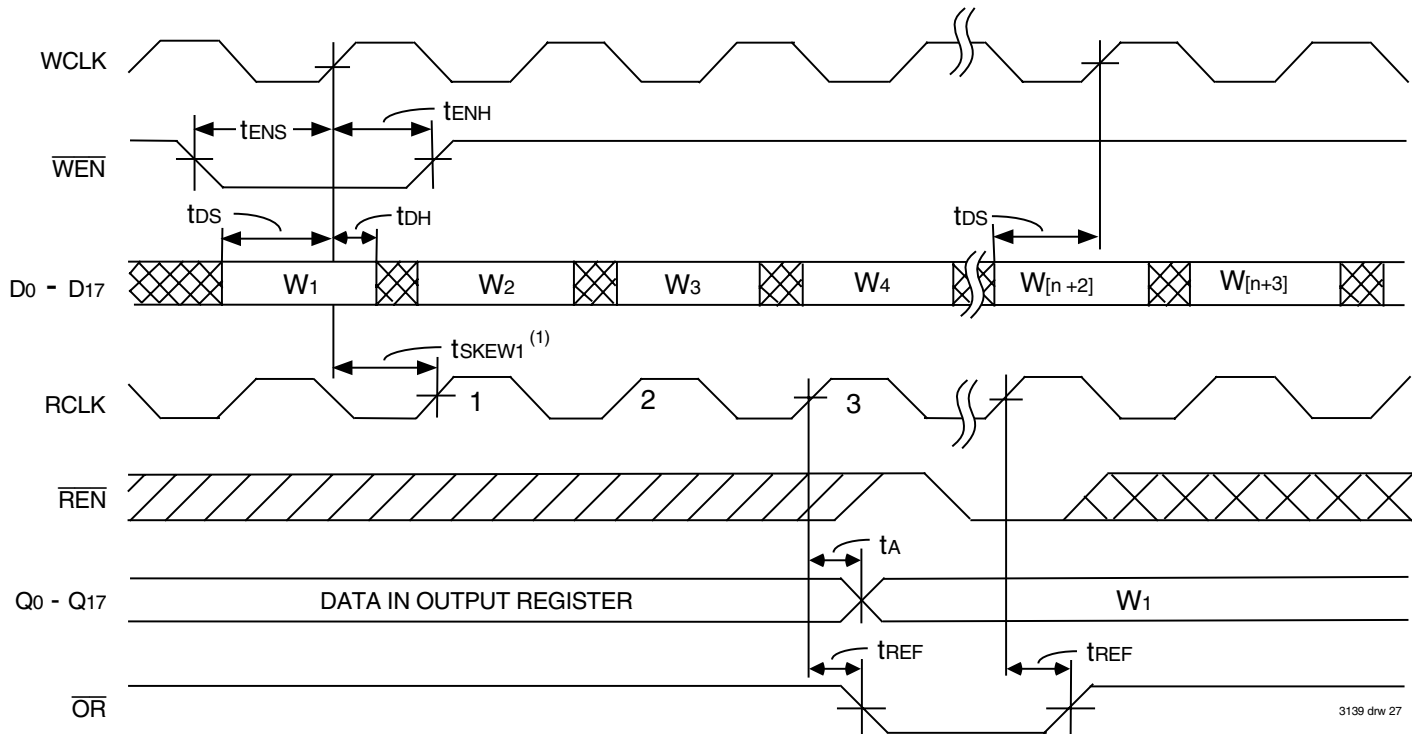 WCLK
tENS
tENH
WEN
tDS
tDH
tDS
D0 - D17
W1
W2
W3
W4
W[n +2]
W[n+3]
tSKEW1 (1)
RCLK
1
2
3
REN
tA
Q0 - Q17
DATA IN OUTPUT REGISTER
W1
tREF
tREF
OR
3139 drw 27